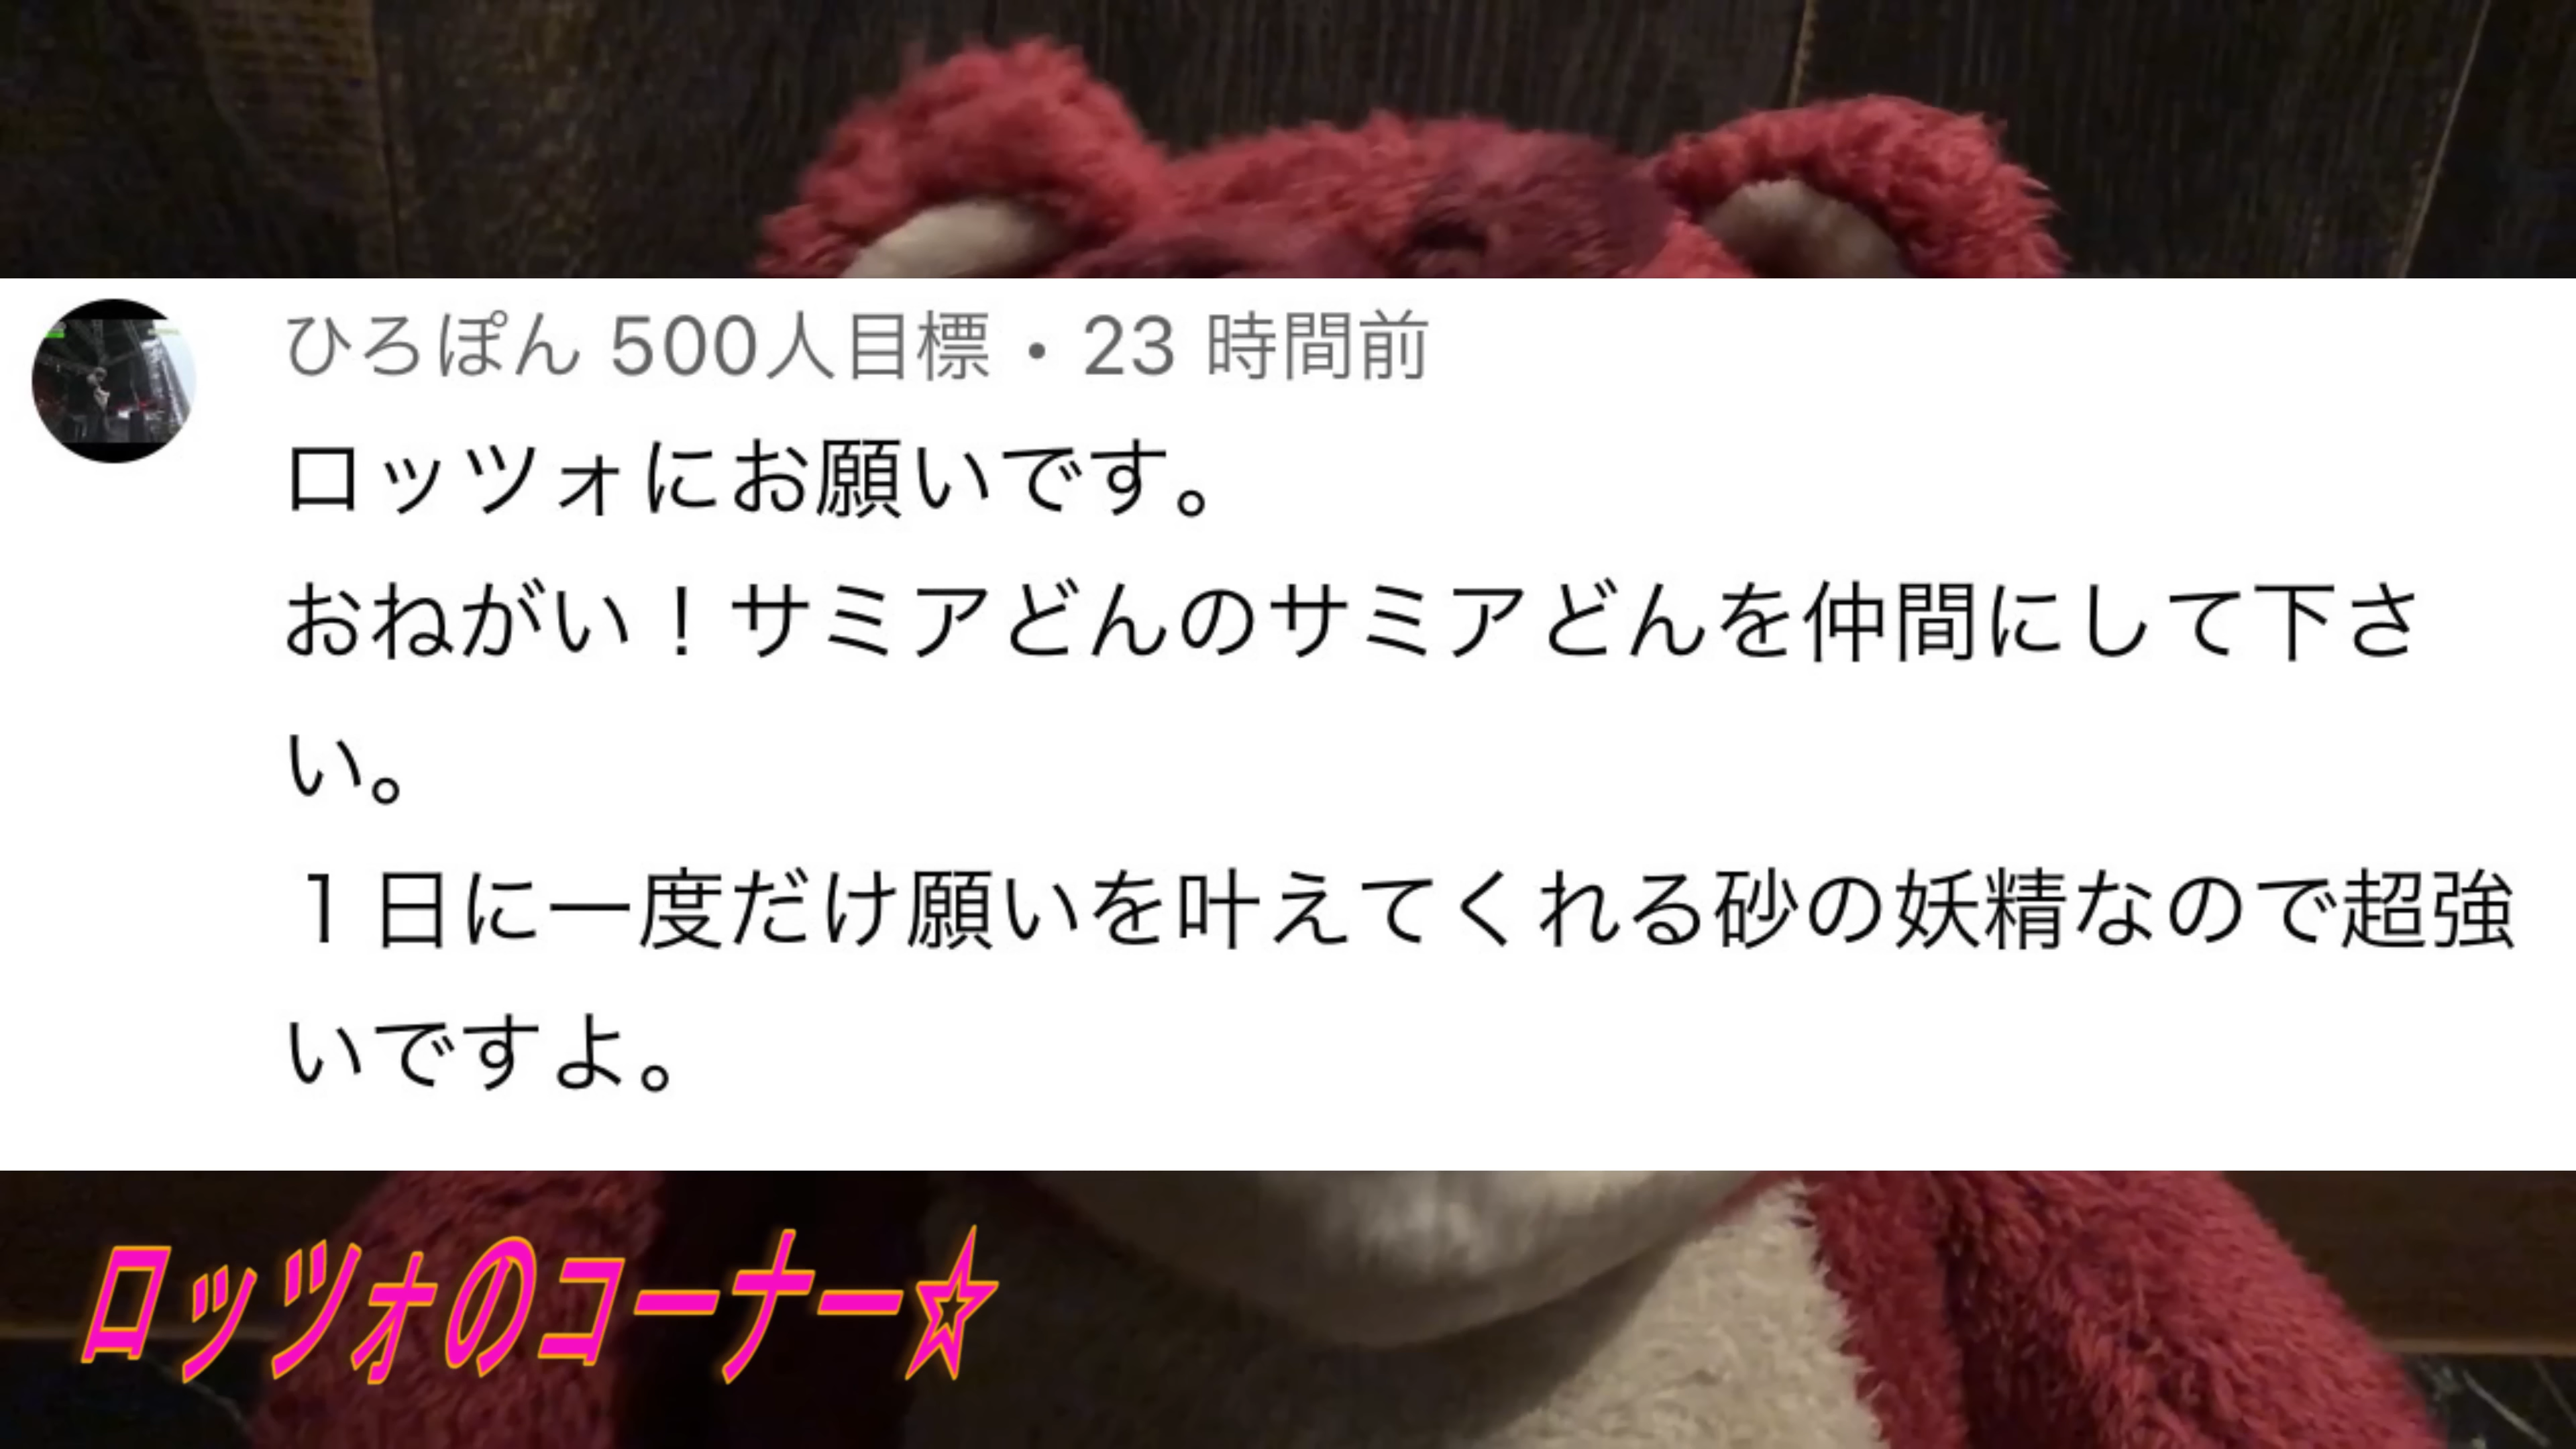 ひろぽん 500人目標・23 時間前
ロッツォにお願いです。
おねがい！サミアどんのサミアどんを仲間にして下さ
い。
１日に一度だけ願いを叶えてくれる砂の妖精なので超強
いですよ。
ロッツォのコーナー☆